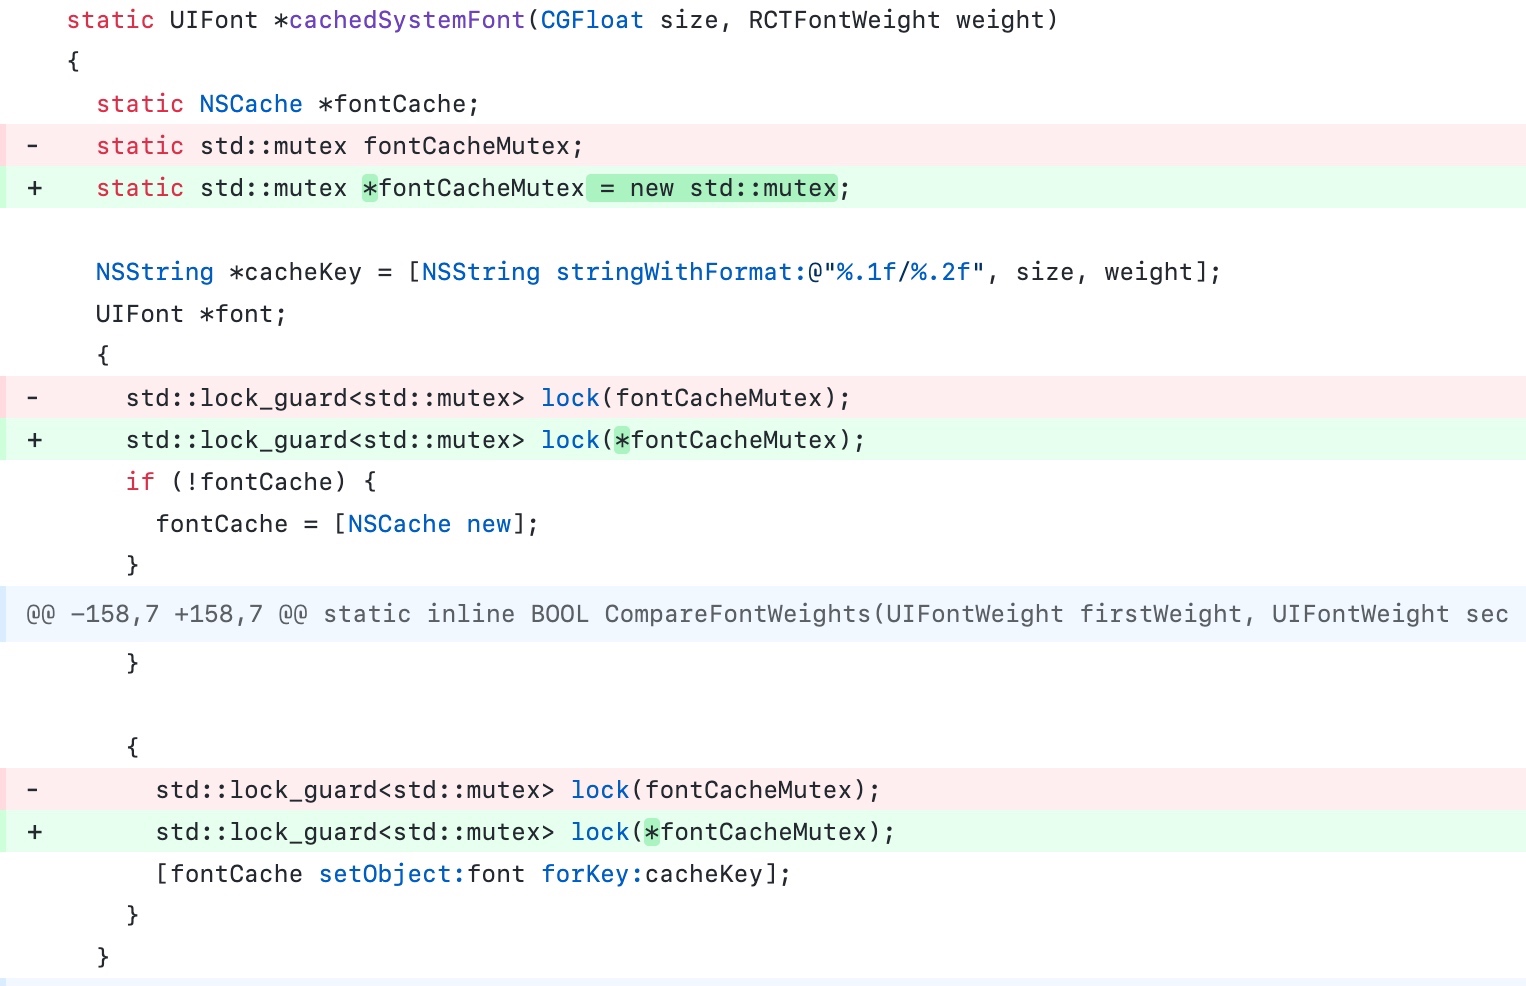 static UIFont *cachedSystemFont(CGFloat size, RCTFontWeight weight)
{
static NSCache *fontCache;
- static std::mutex fontCacheMutex;
+ static std::mutex *fontCacheMutex = new std::mutex;
NSString *cacheKey = [NSString stringWithFormat:@"%.1f/%.2f", size, weight];
UIFont *font;
{
- std::lock_guard<std::mutex> lock(fontCacheMutex);
+ std::lock_guard<std::mutex> lock(*fontCacheMutex);
if (!fontCache) {
fontCache = [NSCache new];
}
@@ -158,7 +158,7 @@ static inline BOOL CompareFontWeights(UIFontWeight firstWeight, UIFontWeight sec
}
{
- std::lock_guard<std::mutex> lock(fontCacheMutex);
+ std::lock_guard<std::mutex> lock(*fontCacheMutex);
[fontCache setObject:font forKey:cacheKey];
}
}